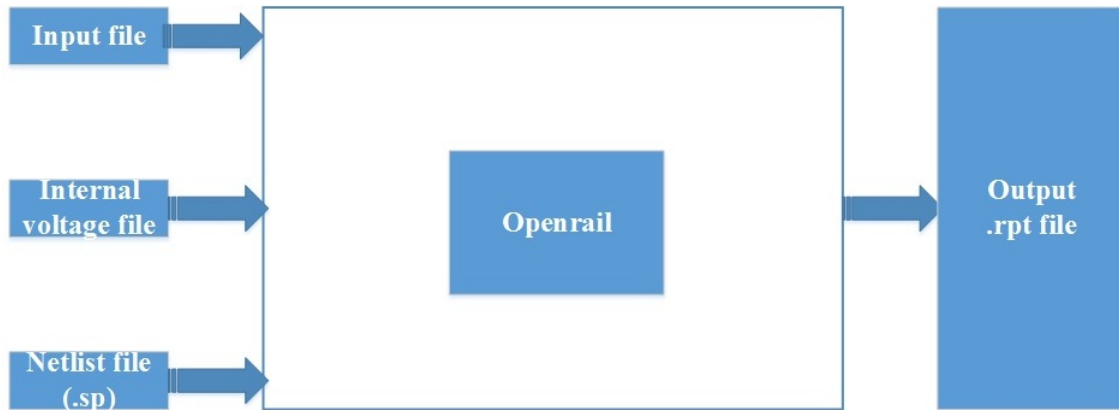 Input file
Internal
voltage file
Netlist file
(.sp)
Openrail
Output
.rpt file